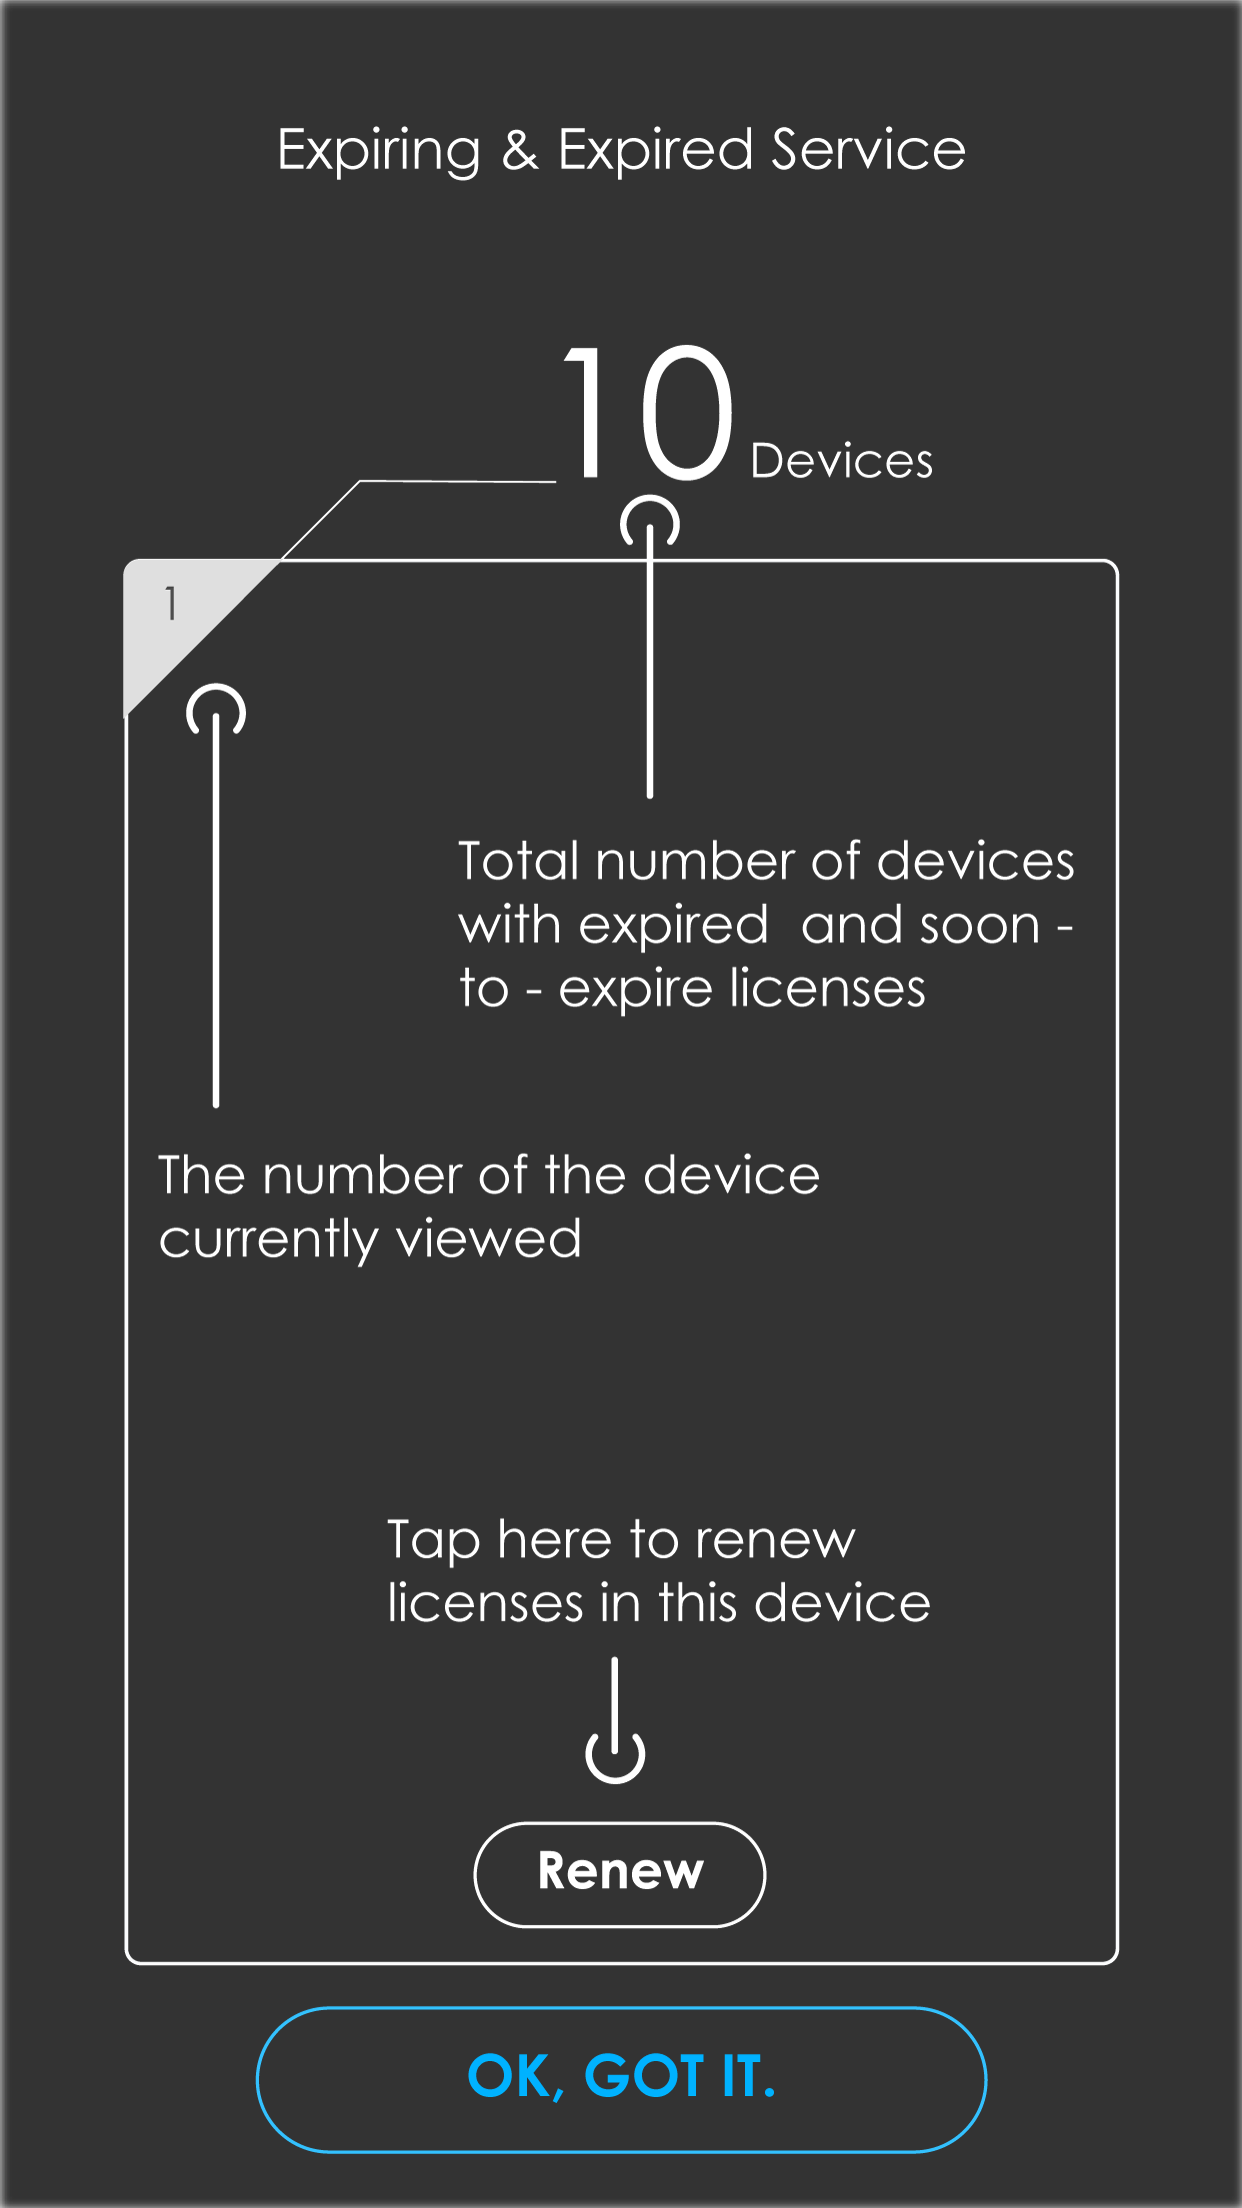 Expiring & Expired Service
10 Devices
1
Total number of devices
with expired  and soon -
to - expire licenses
The number of the device
currently viewed
Tap here to renew
licenses in this device
Renew
OK, GOT IT.